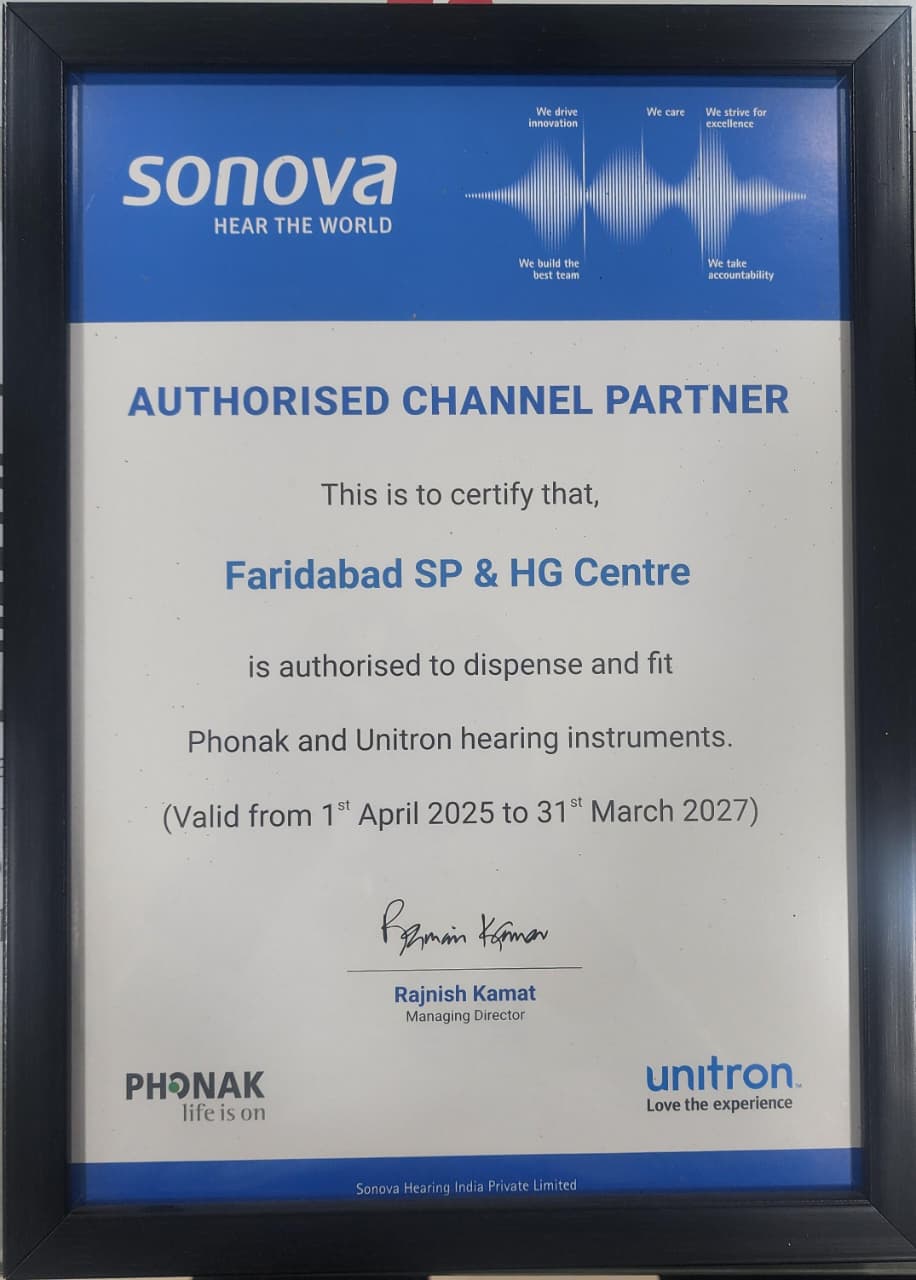 sonova
HEAR THE WORLD
We drive
innovation
We care
We strive for
excellence
We build the
best team
We take
accountability
AUTHORISED CHANNEL PARTNER
This is to certify that,
Faridabad SP & HG Centre
is authorised to dispense and fit
Phonak and Unitron hearing instruments.
(Valid from 1st April 2025 to 31st March 2027)
Rajnish Kamat
Managing Director
PHONAK
life is on
unitron™
Love the experience
Sonova Hearing India Private Limited